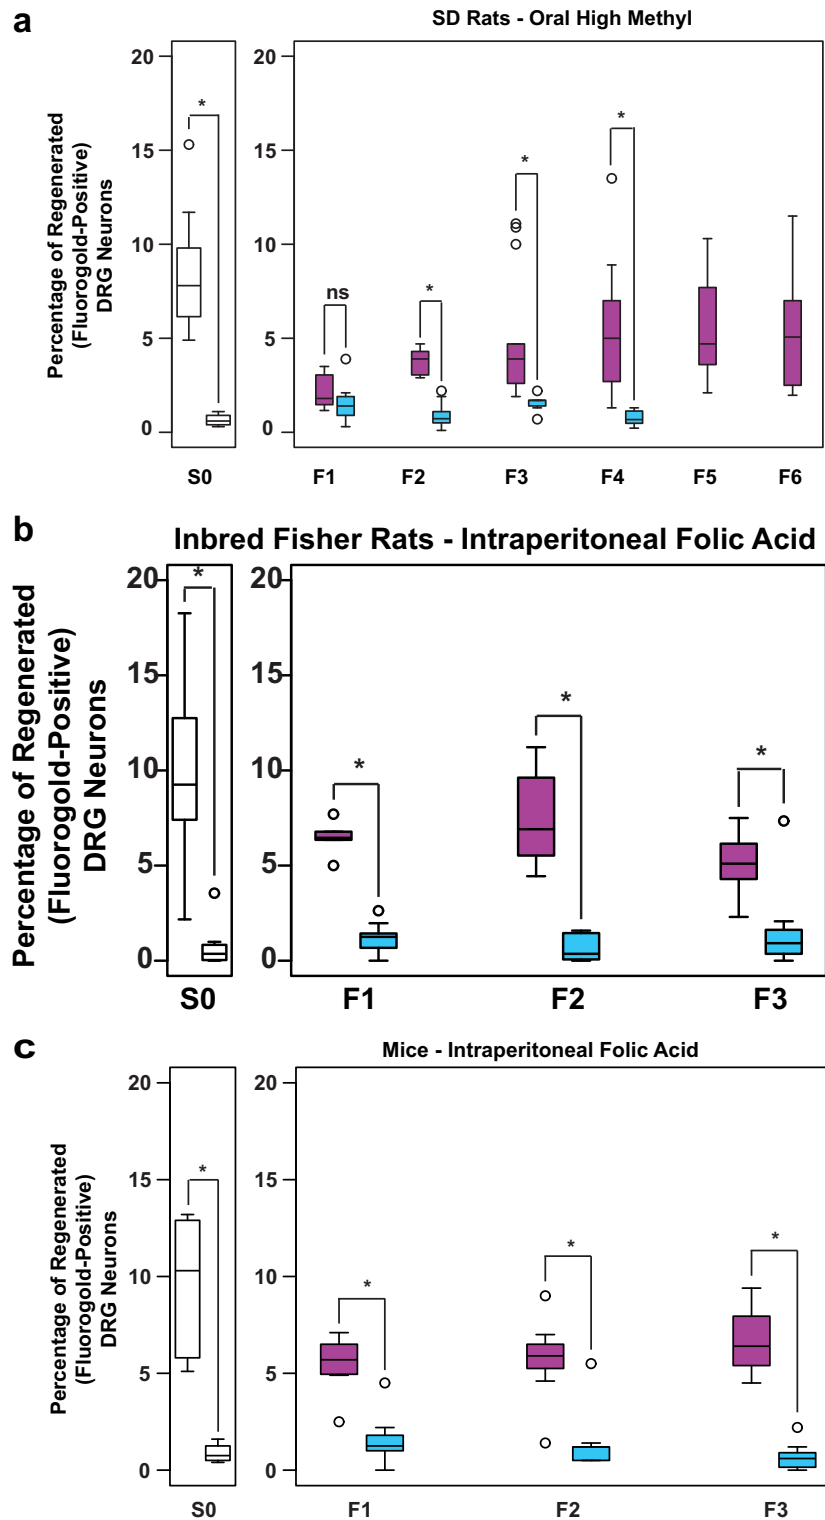 a
SD Rats - Oral High Methyl
Percentage of Regenerated
(Fluorogold-Positive)
DRG Neurons
20
15
10
5
0
*
S0
20
15
10
5
0
ns
*
*
*
F1 F2 F3 F4 F5 F6
b
Inbred Fisher Rats - Intraperitoneal Folic Acid
Percentage of Regenerated
(Fluorogold-Positive)
DRG Neurons
20
15
10
5
0
*
S0
20
15
10
5
0
*
*
*
F1 F2 F3
c
Mice - Intraperitoneal Folic Acid
Percentage of Regenerated
(Fluorogold-Positive)
DRG Neurons
20
15
10
5
0
*
S0
20
15
10
5
0
*
*
*
F1 F2 F3